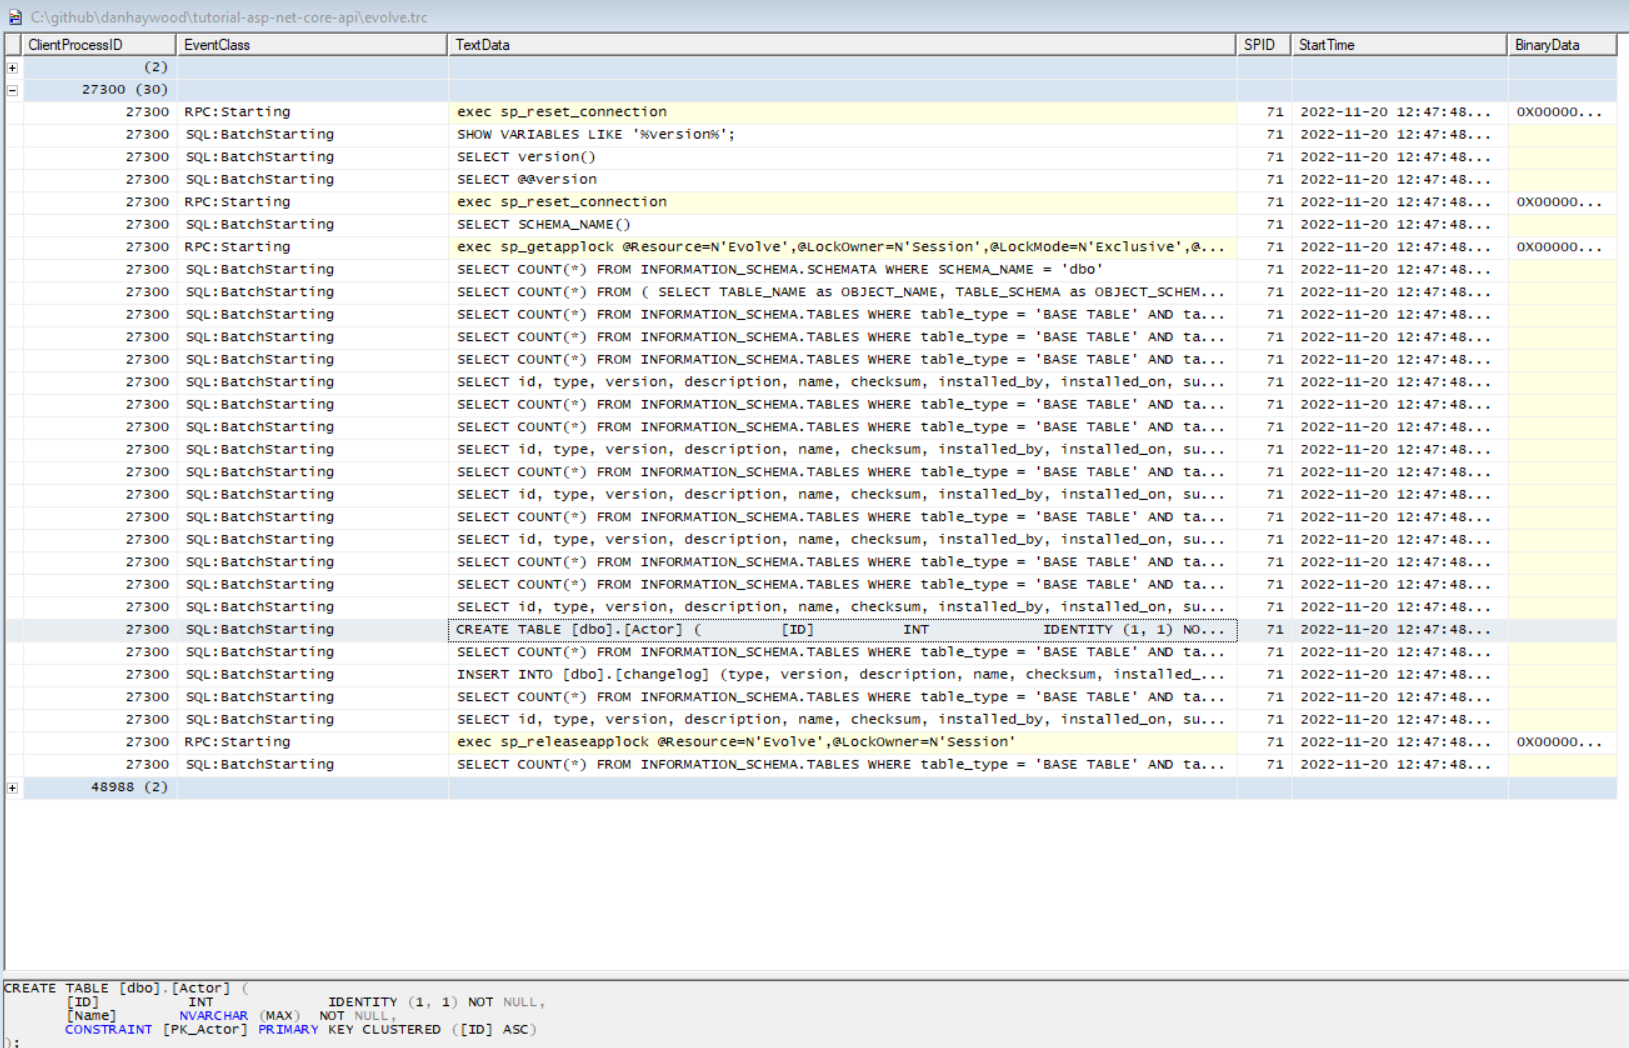 C:\github\danhaywood\tutorial-asp-net-core-api\evolve.trc
ClientProcessID EventClass TextData SPID StartTime BinaryData
(2)
27300 (30)
27300 RPC:Starting exec sp_reset_connection 71 2022-11-20 12:47:48... 0X00000...
27300 SQL:BatchStarting SHOW VARIABLES LIKE '%version%'; 71 2022-11-20 12:47:48...
27300 SQL:BatchStarting SELECT version() 71 2022-11-20 12:47:48...
27300 SQL:BatchStarting SELECT @@version 71 2022-11-20 12:47:48...
27300 RPC:Starting exec sp_reset_connection 71 2022-11-20 12:47:48... 0X00000...
27300 SQL:BatchStarting SELECT SCHEMA_NAME() 71 2022-11-20 12:47:48...
27300 RPC:Starting exec sp_getapplock @Resource=N'Evolve',@LockOwner=N'Session',@LockMode=N'Exclusive',@... 71 2022-11-20 12:47:48... 0X00000...
27300 SQL:BatchStarting SELECT COUNT(*) FROM INFORMATION_SCHEMA.SCHEMATA WHERE SCHEMA_NAME = 'dbo' 71 2022-11-20 12:47:48...
27300 SQL:BatchStarting SELECT COUNT(*) FROM ( SELECT TABLE_NAME as OBJECT_NAME, TABLE_SCHEMA as OBJECT_SCHEM... 71 2022-11-20 12:47:48...
27300 SQL:BatchStarting SELECT COUNT(*) FROM INFORMATION_SCHEMA.TABLES WHERE table_type = 'BASE TABLE' AND ta... 71 2022-11-20 12:47:48...
27300 SQL:BatchStarting SELECT COUNT(*) FROM INFORMATION_SCHEMA.TABLES WHERE table_type = 'BASE TABLE' AND ta... 71 2022-11-20 12:47:48...
27300 SQL:BatchStarting SELECT COUNT(*) FROM INFORMATION_SCHEMA.TABLES WHERE table_type = 'BASE TABLE' AND ta... 71 2022-11-20 12:47:48...
27300 SQL:BatchStarting SELECT id, type, version, description, name, checksum, installed_by, installed_on, su... 71 2022-11-20 12:47:48...
27300 SQL:BatchStarting SELECT COUNT(*) FROM INFORMATION_SCHEMA.TABLES WHERE table_type = 'BASE TABLE' AND ta... 71 2022-11-20 12:47:48...
27300 SQL:BatchStarting SELECT COUNT(*) FROM INFORMATION_SCHEMA.TABLES WHERE table_type = 'BASE TABLE' AND ta... 71 2022-11-20 12:47:48...
27300 SQL:BatchStarting SELECT id, type, version, description, name, checksum, installed_by, installed_on, su... 71 2022-11-20 12:47:48...
27300 SQL:BatchStarting SELECT COUNT(*) FROM INFORMATION_SCHEMA.TABLES WHERE table_type = 'BASE TABLE' AND ta... 71 2022-11-20 12:47:48...
27300 SQL:BatchStarting SELECT id, type, version, description, name, checksum, installed_by, installed_on, su... 71 2022-11-20 12:47:48...
27300 SQL:BatchStarting SELECT COUNT(*) FROM INFORMATION_SCHEMA.TABLES WHERE table_type = 'BASE TABLE' AND ta... 71 2022-11-20 12:47:48...
27300 SQL:BatchStarting SELECT id, type, version, description, name, checksum, installed_by, installed_on, su... 71 2022-11-20 12:47:48...
27300 SQL:BatchStarting SELECT COUNT(*) FROM INFORMATION_SCHEMA.TABLES WHERE table_type = 'BASE TABLE' AND ta... 71 2022-11-20 12:47:48...
27300 SQL:BatchStarting SELECT COUNT(*) FROM INFORMATION_SCHEMA.TABLES WHERE table_type = 'BASE TABLE' AND ta... 71 2022-11-20 12:47:48...
27300 SQL:BatchStarting SELECT id, type, version, description, name, checksum, installed_by, installed_on, su... 71 2022-11-20 12:47:48...
27300 SQL:BatchStarting CREATE TABLE [dbo].[Actor] ( [ID] INT IDENTITY (1, 1) NO... 71 2022-11-20 12:47:48...
27300 SQL:BatchStarting SELECT COUNT(*) FROM INFORMATION_SCHEMA.TABLES WHERE table_type = 'BASE TABLE' AND ta... 71 2022-11-20 12:47:48...
27300 SQL:BatchStarting INSERT INTO [dbo].[changelog] (type, version, description, name, checksum, installed_... 71 2022-11-20 12:47:48...
27300 SQL:BatchStarting SELECT COUNT(*) FROM INFORMATION_SCHEMA.TABLES WHERE table_type = 'BASE TABLE' AND ta... 71 2022-11-20 12:47:48...
27300 SQL:BatchStarting SELECT id, type, version, description, name, checksum, installed_by, installed_on, su... 71 2022-11-20 12:47:48...
27300 RPC:Starting exec sp_releaseapplock @Resource=N'Evolve',@LockOwner=N'Session' 71 2022-11-20 12:47:48... 0X00000...
27300 SQL:BatchStarting SELECT COUNT(*) FROM INFORMATION_SCHEMA.TABLES WHERE table_type = 'BASE TABLE' AND ta... 71 2022-11-20 12:47:48...
48988 (2)
CREATE TABLE [dbo].[Actor] (
[ID] INT IDENTITY (1, 1) NOT NULL,
[Name] NVARCHAR (MAX) NOT NULL,
CONSTRAINT [PK_Actor] PRIMARY KEY CLUSTERED ([ID] ASC)
);